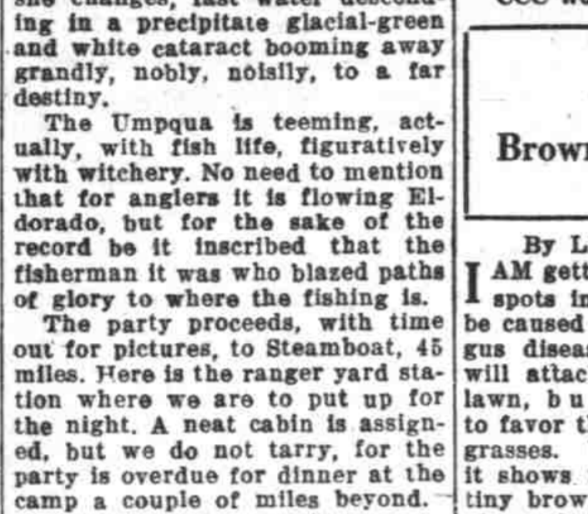 ing in a precipitate glacial-green
and white cataract booming away
grandly, nobly, noisily, to a far
destiny.
The Umpqua is teeming, act-
ually, with fish life, figuratively
with witchery. No need to mention
that for anglers it is flowing El-
dorado, but for the sake of the
record be it inscribed that the
fisherman it was who blazed paths
of glory to where the fishing is.
The party proceeds, with time
out for pictures, to Steamboat, 45
miles. Here is the ranger yard sta-
tion where we are to put up for
the night. A neat cabin is assign-
ed, but we do not tarry, for the
party is overdue for dinner at the
camp a couple of miles beyond.
Brow
By L
I AM gett
spots in
be caused
gus diseas
will attac
lawn, bu
to favor t
grasses.
it shows
tiny brow